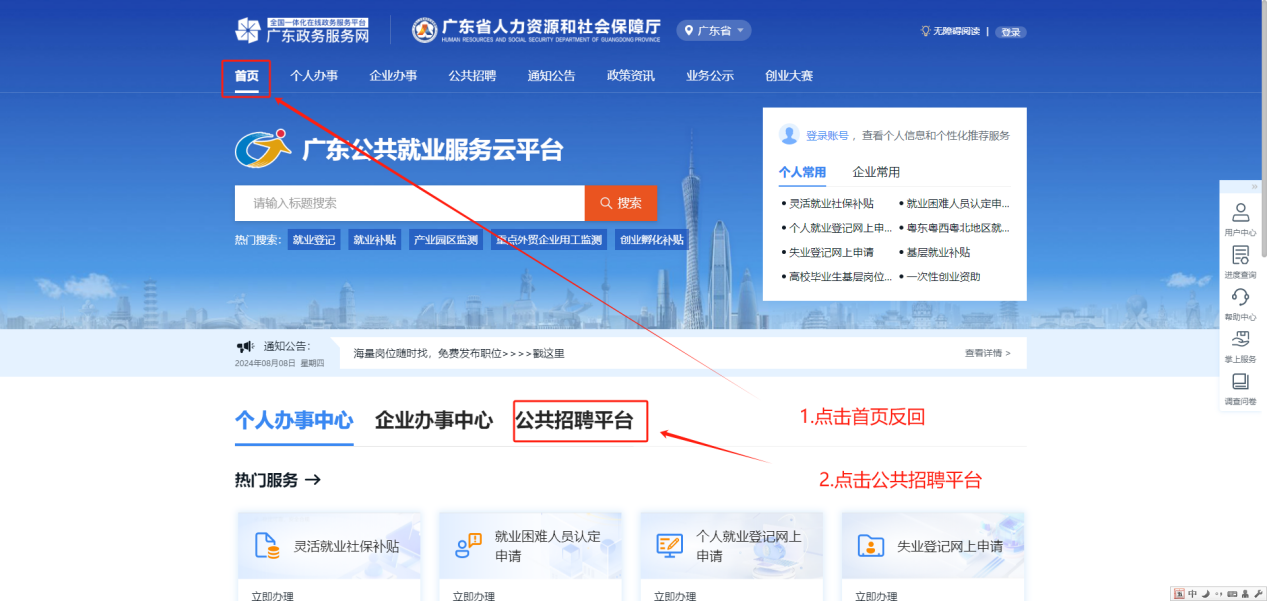 全国一体化在线政务服务平台
广东政务服务网
广东省人力资源和社会保障厅
HUMAN RESOURCES AND SOCIAL SECURITY DEPARTMENT OF GUANGDONG PROVINCE
广东省
无障碍阅读 | 登录
首页 个人办事 企业办事 公共招聘 通知公告 政策资讯 业务公示 创业大赛
广东公共就业服务云平台
请输入标题搜索 搜索
热门搜索: 就业登记 就业补贴 产业园区监测 重点外贸企业用工监测 创业孵化补贴
登录账号 ，查看个人信息和个性化推荐服务
个人常用 企业常用
灵活就业社保补贴 就业困难人员认定申...
个人就业登记网上申... 粤东粤西粤北地区就...
失业登记网上申请 基层就业补贴
高校毕业生基层岗位... 一次性创业资助
»
用户中心
进度查询
帮助中心
掌上服务
调查问卷
通知公告：
2024年08月08日 星期四
海量岗位随时找，免费发布职位>>>>戳这里
查看详情 >
个人办事中心 企业办事中心 公共招聘平台
1.点击首页反回
2.点击公共招聘平台
热门服务 →
灵活就业社保补贴
立即办理
就业困难人员认定
申请
立即办理
个人就业登记网上
申请
立即办理
失业登记网上申请
立即办理
五 中